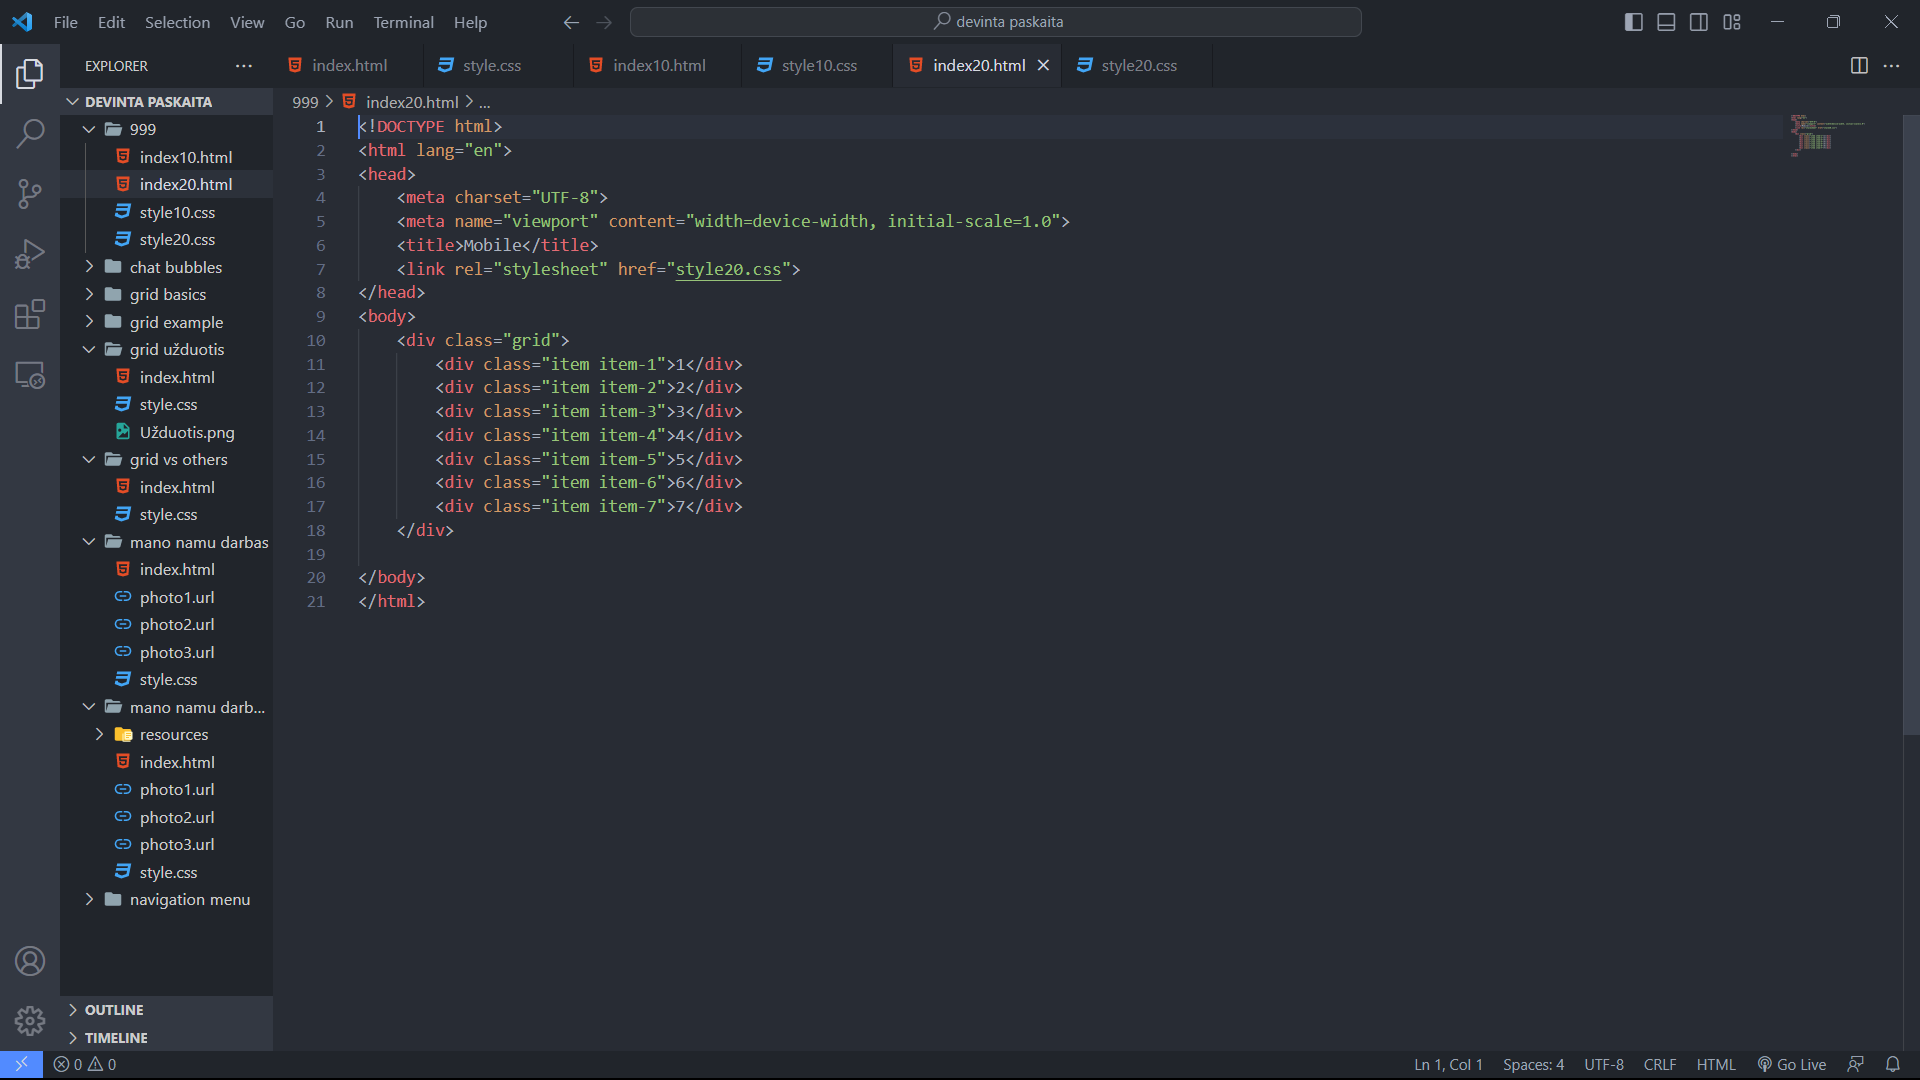 File Edit Selection View Go Run Terminal Help
devinta paskaita
EXPLORER
index.html style.css index10.html style10.css index20.html style20.css
DEVINTA PASKAITA
999
index10.html
index20.html
style10.css
style20.css
chat bubbles
grid basics
grid example
grid užduotis
index.html
style.css
Užduotis.png
grid vs others
index.html
style.css
mano namu darbas
index.html
photo1.url
photo2.url
photo3.url
style.css
mano namu darb...
resources
index.html
photo1.url
photo2.url
photo3.url
style.css
navigation menu
OUTLINE
TIMELINE
999 > index20.html > ...
1 <!DOCTYPE html>
2 <html lang="en">
3 <head>
4     <meta charset="UTF-8">
5     <meta name="viewport" content="width=device-width, initial-scale=1.0">
6     <title>Mobile</title>
7     <link rel="stylesheet" href="style20.css">
8 </head>
9 <body>
10     <div class="grid">
11         <div class="item item-1">1</div>
12         <div class="item item-2">2</div>
13         <div class="item item-3">3</div>
14         <div class="item item-4">4</div>
15         <div class="item item-5">5</div>
16         <div class="item item-6">6</div>
17         <div class="item item-7">7</div>
18     </div>
19
20 </body>
21 </html>
0 0
Ln 1, Col 1 Spaces: 4 UTF-8 CRLF HTML Go Live